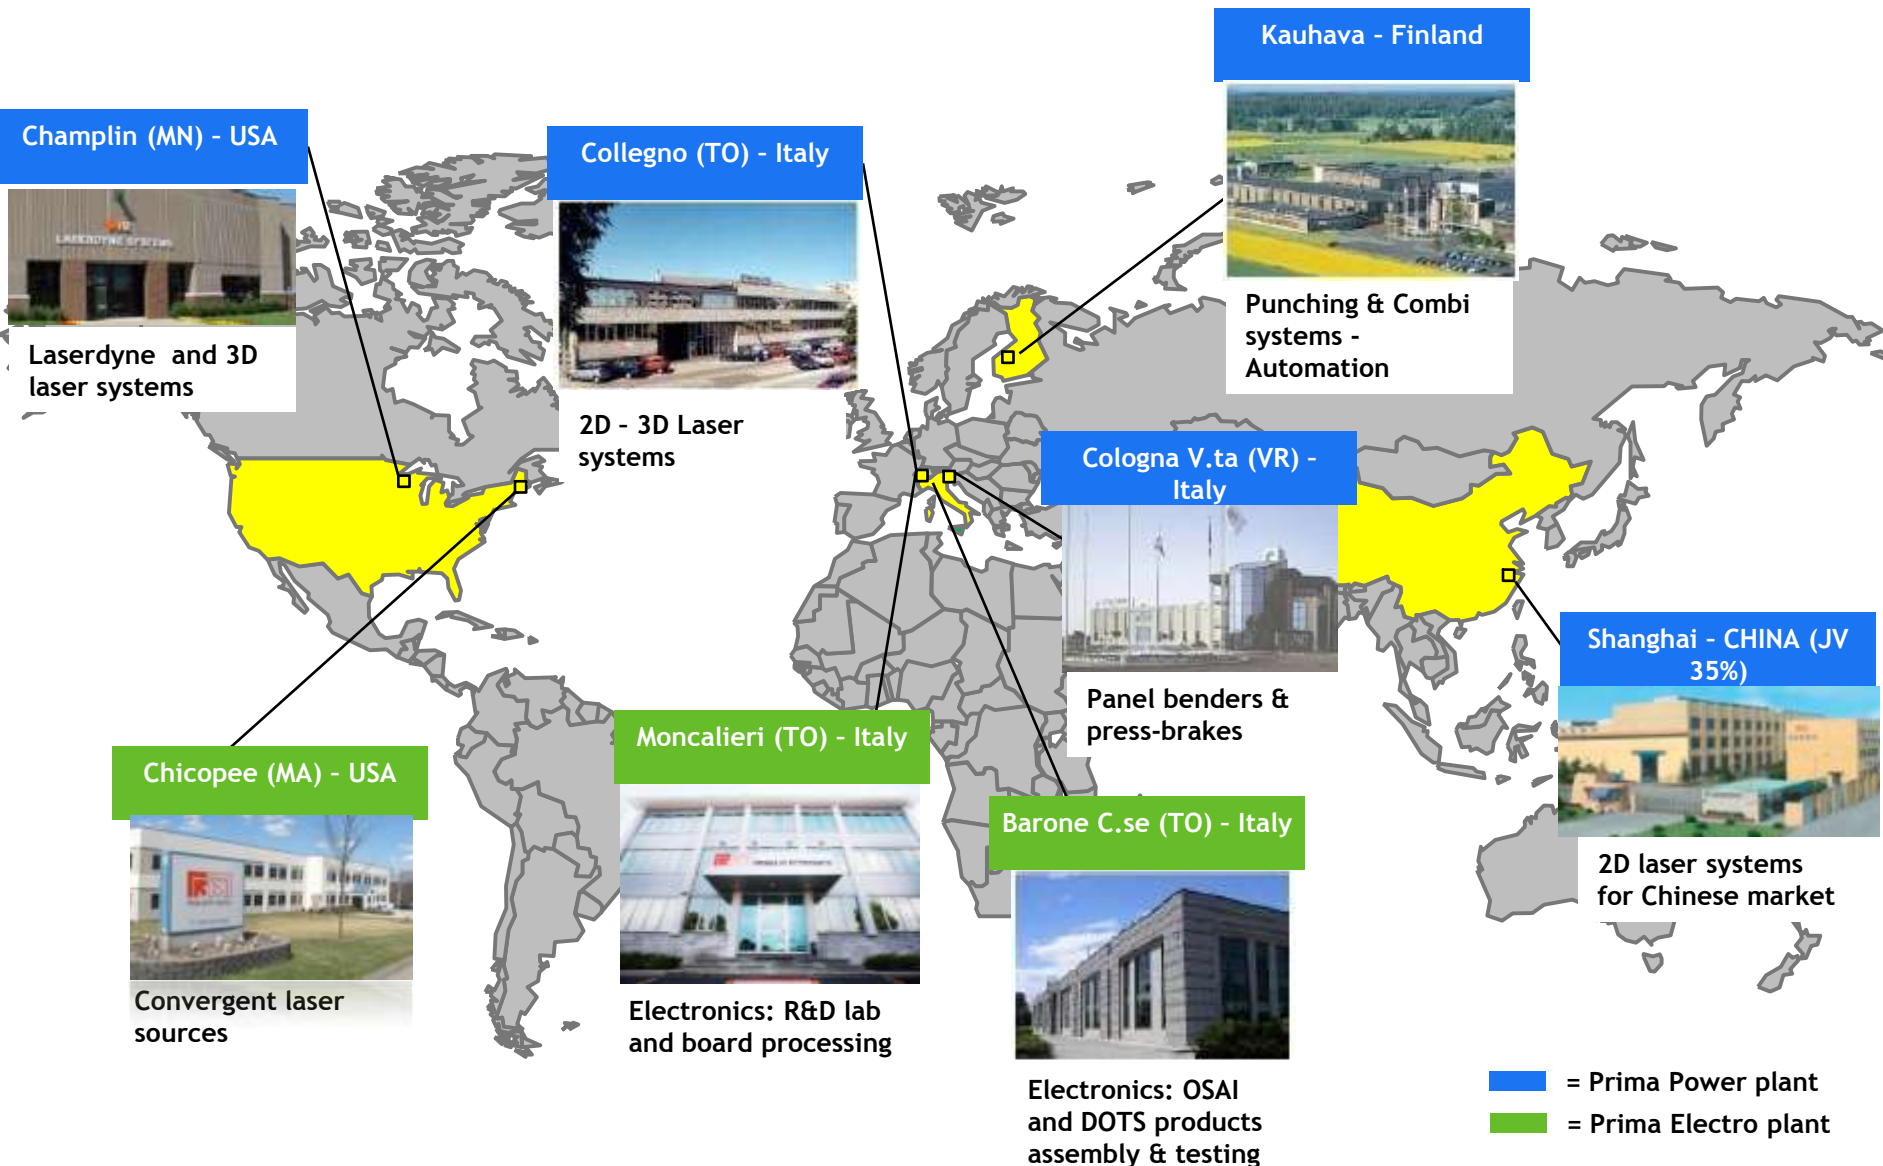 Kauhava – Finland
Champlin (MN) – USA
Collegno (TO) – Italy
LASERDYNE SYSTEMS
Punching & Combi
systems –
Automation
Laserdyne and 3D
laser systems
2D – 3D Laser
systems
Cologna V.ta (VR) –
Italy
Shanghai – CHINA (JV
35%)
Panel benders &
press-brakes
Moncalieri (TO) – Italy
Chicopee (MA) – USA
Barone C.se (TO) – Italy
2D laser systems
for Chinese market
Convergent laser
sources
Electronics: R&D lab
and board processing
Electronics: OSAI
and DOTS products
assembly & testing
= Prima Power plant
= Prima Electro plant